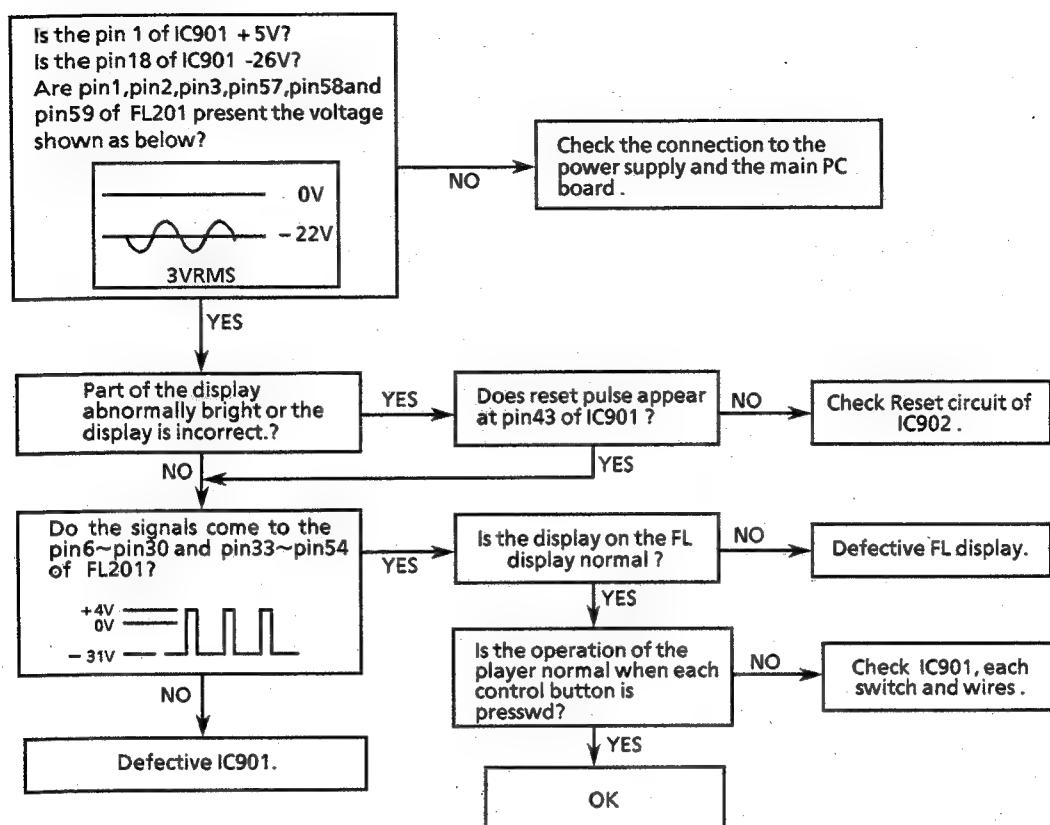 Is the pin 1 of IC901 +5V?
Is the pin18 of IC901 -26V?
Are pin1,pin2,pin3,pin57,pin58and
pin59 of FL201 present the voltage
shown as below?
0V
-22V
3VRMS
NO
Check the connection to the
power supply and the main PC
board.
YES
Part of the display
abnormally bright or the
display is incorrect.?
YES
Does reset pulse appear
at pin43 of IC901 ?
NO
Check Reset circuit of
IC902.
NO
YES
Do the signals come to the
pin6~pin30 and pin33~pin54
of FL201?
+4V
0V
-31V
YES
Is the display on the FL
display normal ?
NO
Defective FL display.
YES
NO
Is the operation of the
player normal when each
control button is
presswd?
NO
Check IC901, each
switch and wires.
Defective IC901.
YES
OK